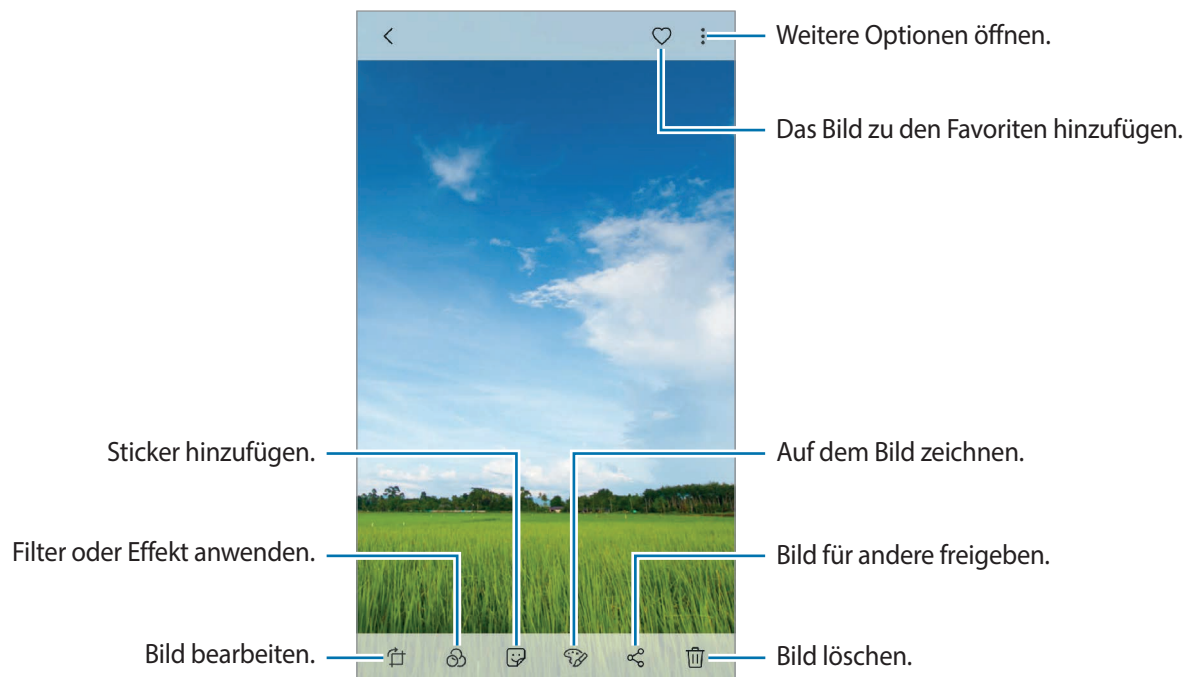 Weitere Optionen öffnen.
Das Bild zu den Favoriten hinzufügen.
Sticker hinzufügen.
Auf dem Bild zeichnen.
Filter oder Effekt anwenden.
Bild für andere freigeben.
Bild bearbeiten.
Bild löschen.